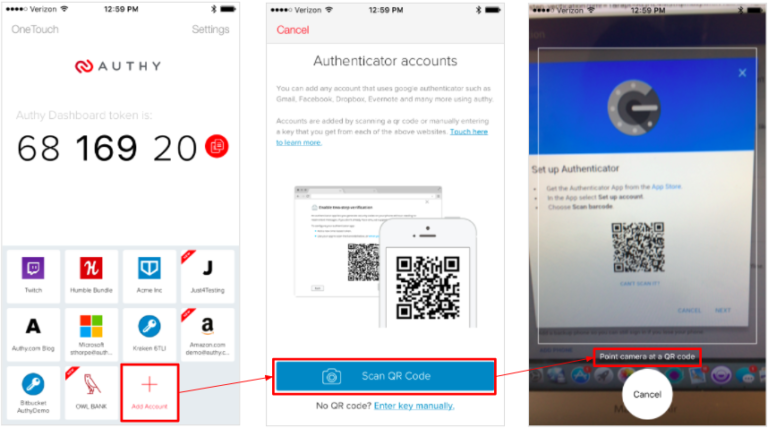 Verizon 12:59 PM
OneTouch Settings
AUTHY
Authy Dashboard token is:
68 169 20
Twitch
Humble Bundle
Acme Inc
Just4Testing
Authy.com Blog
Microsoft
smorps@auth...
Kraken BTU
Amazon.com
demo@authy.c...
Bitbucket
AuthyDemo
OWL BANK
Add Account
Verizon 12:59 PM
Cancel
Authenticator accounts
You can add any account that uses google authenticator such as
Gmail, Facebook, Dropbox, Evernote and many more using authy.
Accounts are added by scanning a qr code or manually entering
a key that you get from each of the above websites. Touch here
to learn more.
Scan QR Code
No QR code? Enter key manually.
Verizon 12:59 PM
Set up Authenticator
Get the Authenticator App from the App Store.
In the App select Set up account.
Choose Scan barcode.
CAN'T SCAN IT?
CANCEL NEXT
Point camera at a QR code
Cancel